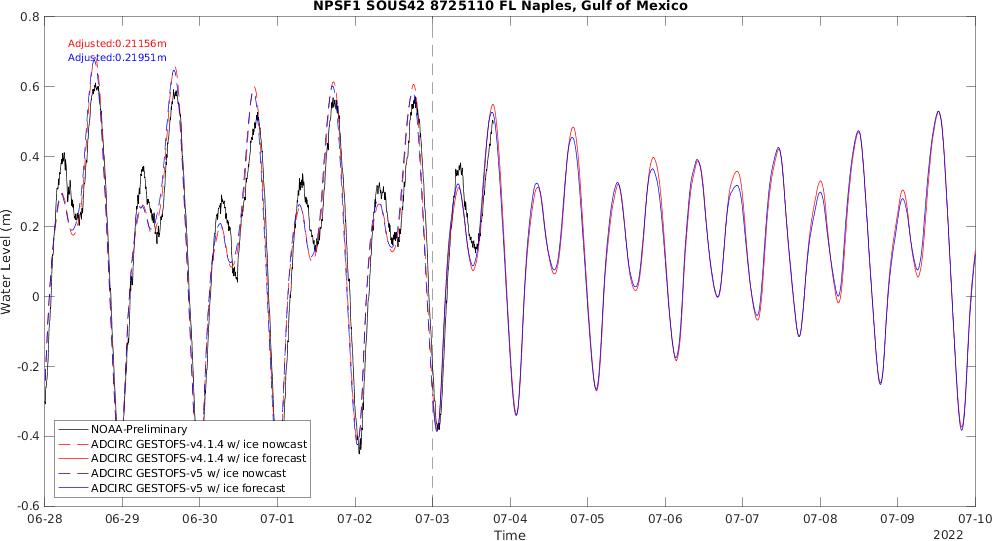 NPSF1 SOUS42 8725110 FL Naples, Gulf of Mexico
Adjusted:0.21156m
Adjusted:0.21951m
0.8
0.6
0.4
0.2
0
-0.2
-0.4
-0.6
Water Level (m)
NOAA-Preliminary
ADCIRC GESTOFS-v4.1.4 w/ ice nowcast
ADCIRC GESTOFS-v4.1.4 w/ ice forecast
ADCIRC GESTOFS-v5 w/ ice nowcast
ADCIRC GESTOFS-v5 w/ ice forecast
06-28 06-29 06-30 07-01 07-02 07-03 07-04 07-05 07-06 07-07 07-08 07-09 07-10
Time
2022